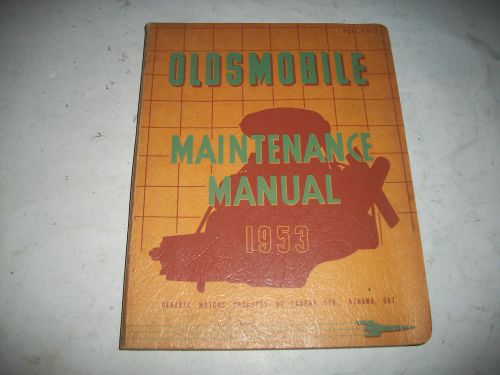 OLDSMOBILE
MAINTENANCE
MANUAL
1953
GENERAL MOTORS PRODUCTS OF CANADA LTD. OSHAWA, ONT.